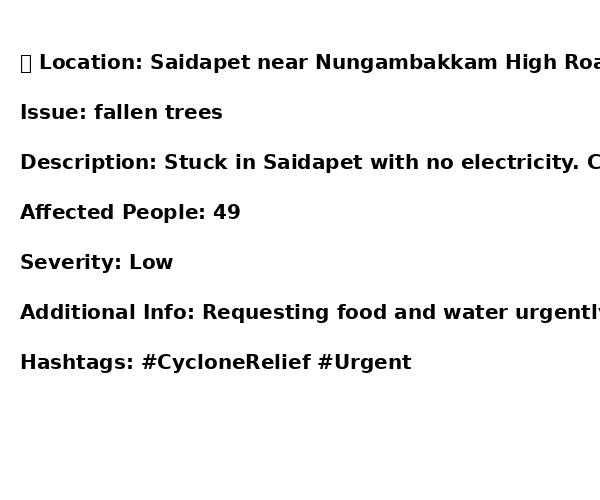 Location: Saidapet near Nungambakkam High Roa
Issue: fallen trees
Description: Stuck in Saidapet with no electricity. C
Affected People: 49
Severity: Low
Additional Info: Requesting food and water urgently
Hashtags: #CycloneRelief #Urgent